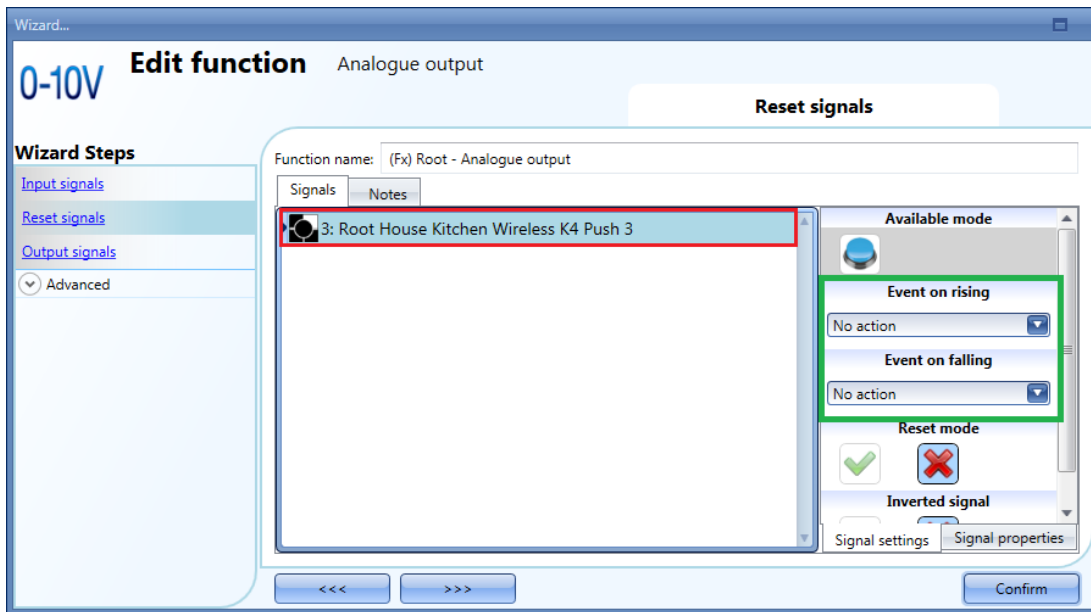 Wizard...
0-10V
Edit function Analogue output
Reset signals
Wizard Steps
Input signals
Reset signals
Output signals
Advanced
Function name: (Fx) Root - Analogue output
Signals Notes
3: Root House Kitchen Wireless K4 Push 3
Available mode
Event on rising
No action
Event on falling
No action
Reset mode
Inverted signal
Signal settings Signal properties
<<< >>> Confirm